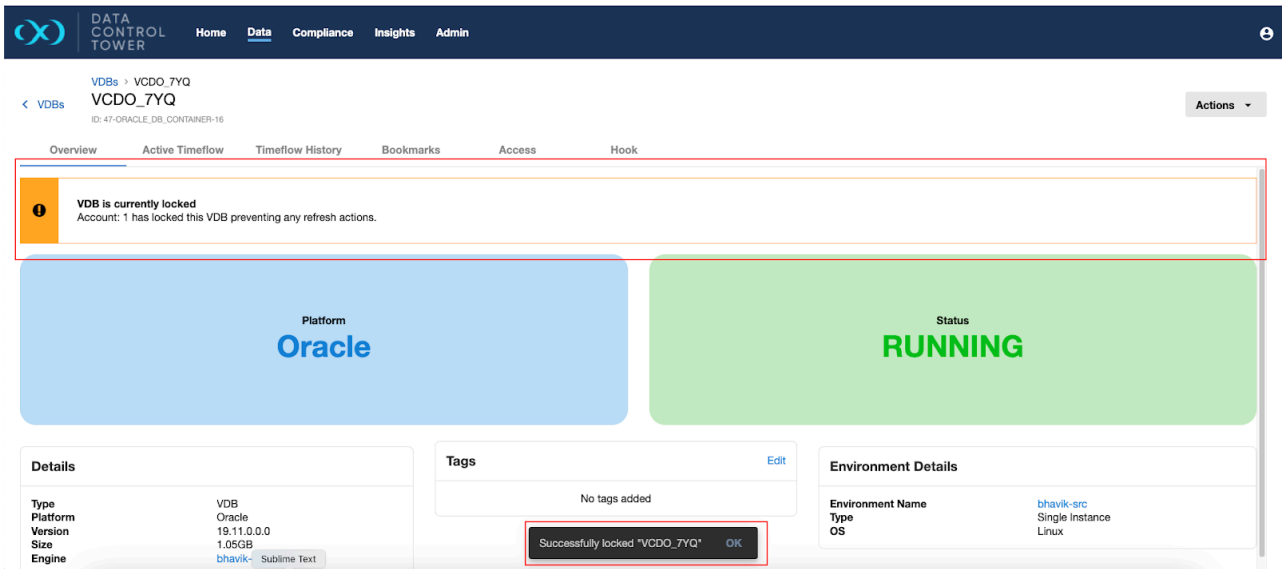 DATA
CONTROL
TOWER
Home Data Compliance Insights Admin
VDBs > VCDO_7YQ
< VDBs
VCDO_7YQ
Actions
ID: 47-ORACLE_DB_CONTAINER-16
Overview Active Timeflow Timeflow History Bookmarks Access Hook
VDB is currently locked
Account: 1 has locked this VDB preventing any refresh actions.
Platform
Oracle
Status
RUNNING
Details
Type VDB
Platform Oracle
Version 19.11.0.0.0
Size 1.05GB
Engine bhavik-
Sublime Text
Tags Edit
No tags added
Successfully locked "VCDO_7YQ" OK
Environment Details
Environment Name bhavik-src
Type Single Instance
OS Linux